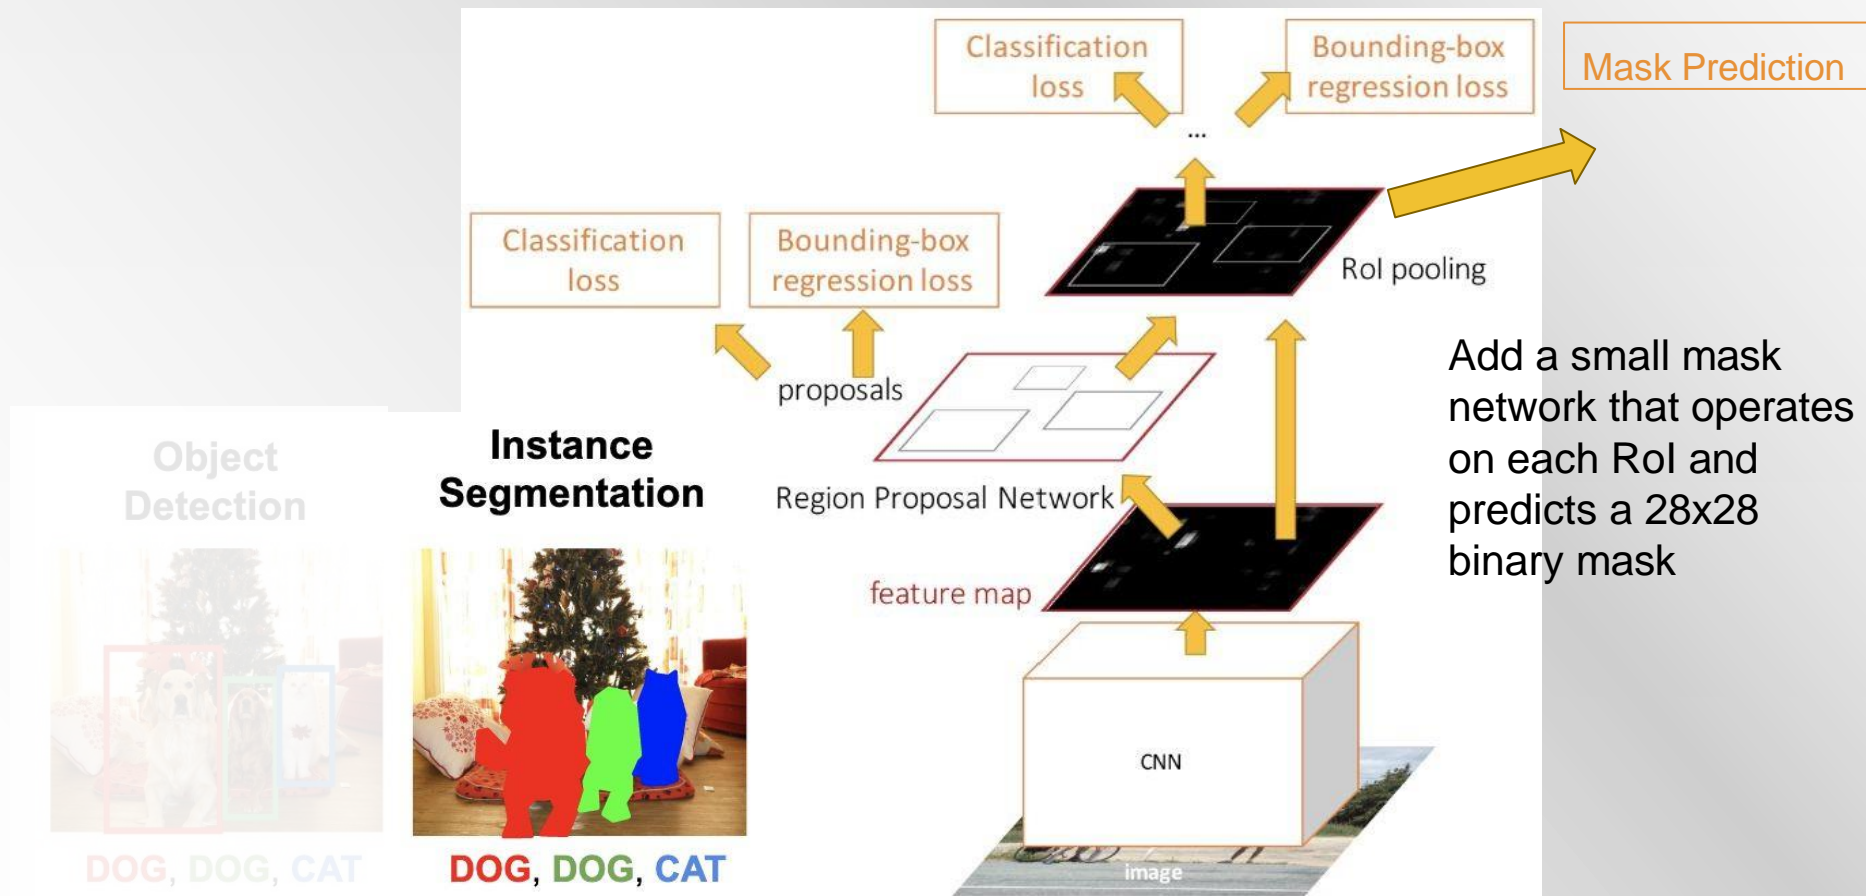 Classification
loss
Bounding-box
regression loss
Mask Prediction
...
Classification
loss
Bounding-box
regression loss
RoI pooling
proposals
Add a small mask
network that operates
on each RoI and
predicts a 28x28
binary mask
Object
Detection
Instance
Segmentation
Region Proposal Network
feature map
CNN
DOG, DOG, CAT
DOG, DOG, CAT
image